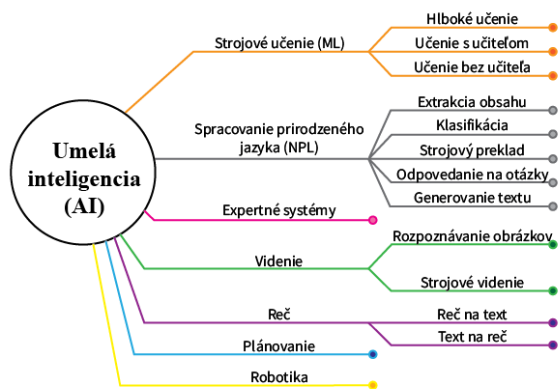 Umelá
inteligencia
(AI)
Strojové učenie (ML)
Hlboké učenie
Učenie s učiteľom
Učenie bez učiteľa
Spracovanie prirodzeného
jazyka (NPL)
Extrakcia obsahu
Klasifikácia
Strojový preklad
Odpovedanie na otázky
Generovanie textu
Expertné systémy
Videnie
Rozpoznávanie obrázkov
Strojové videnie
Reč
Reč na text
Text na reč
Plánovanie
Robotika